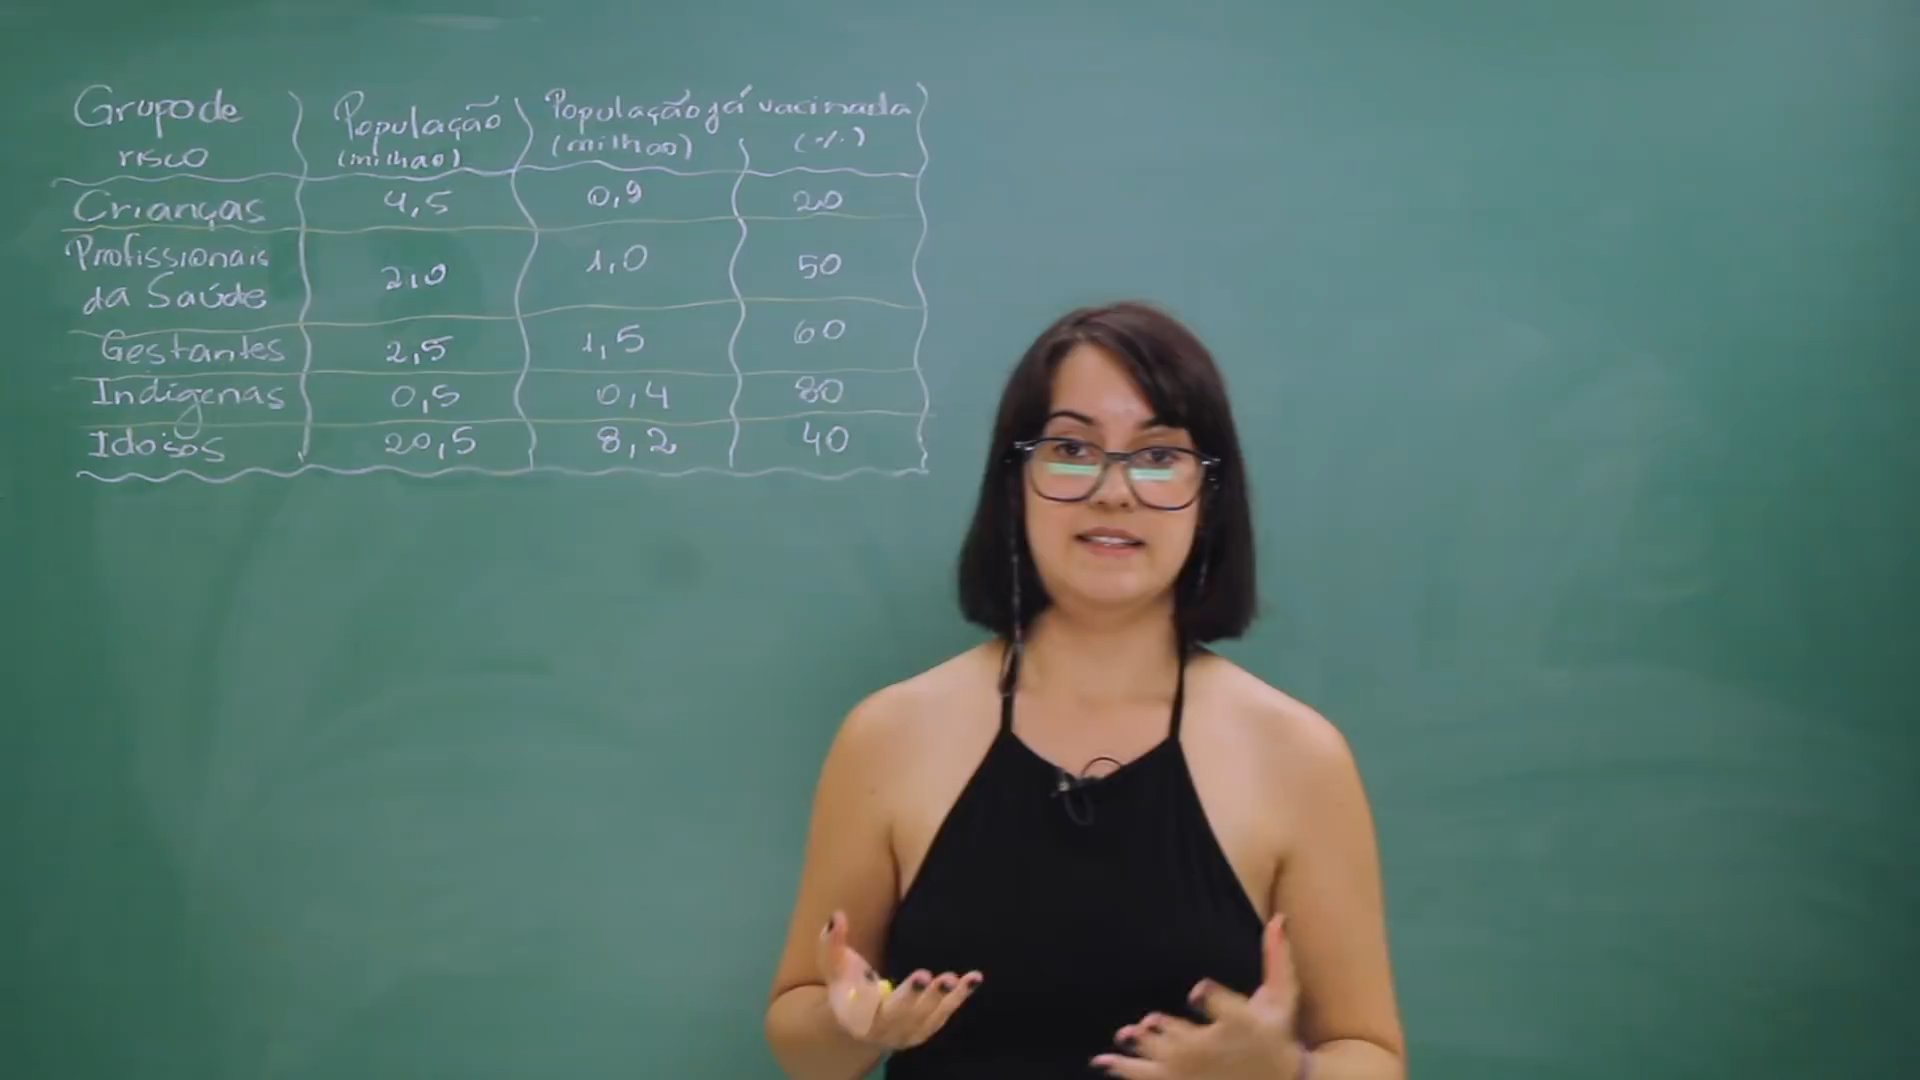 Grupo de risco | População (milhão) | População já vacinada (milhão) | (%)
Crianças | 4,5 | 0,9 | 20
Profissionais da Saúde | 2,0 | 1,0 | 50
Gestantes | 2,5 | 1,5 | 60
Indígenas | 0,5 | 0,4 | 80
Idosos | 20,5 | 8,2 | 40